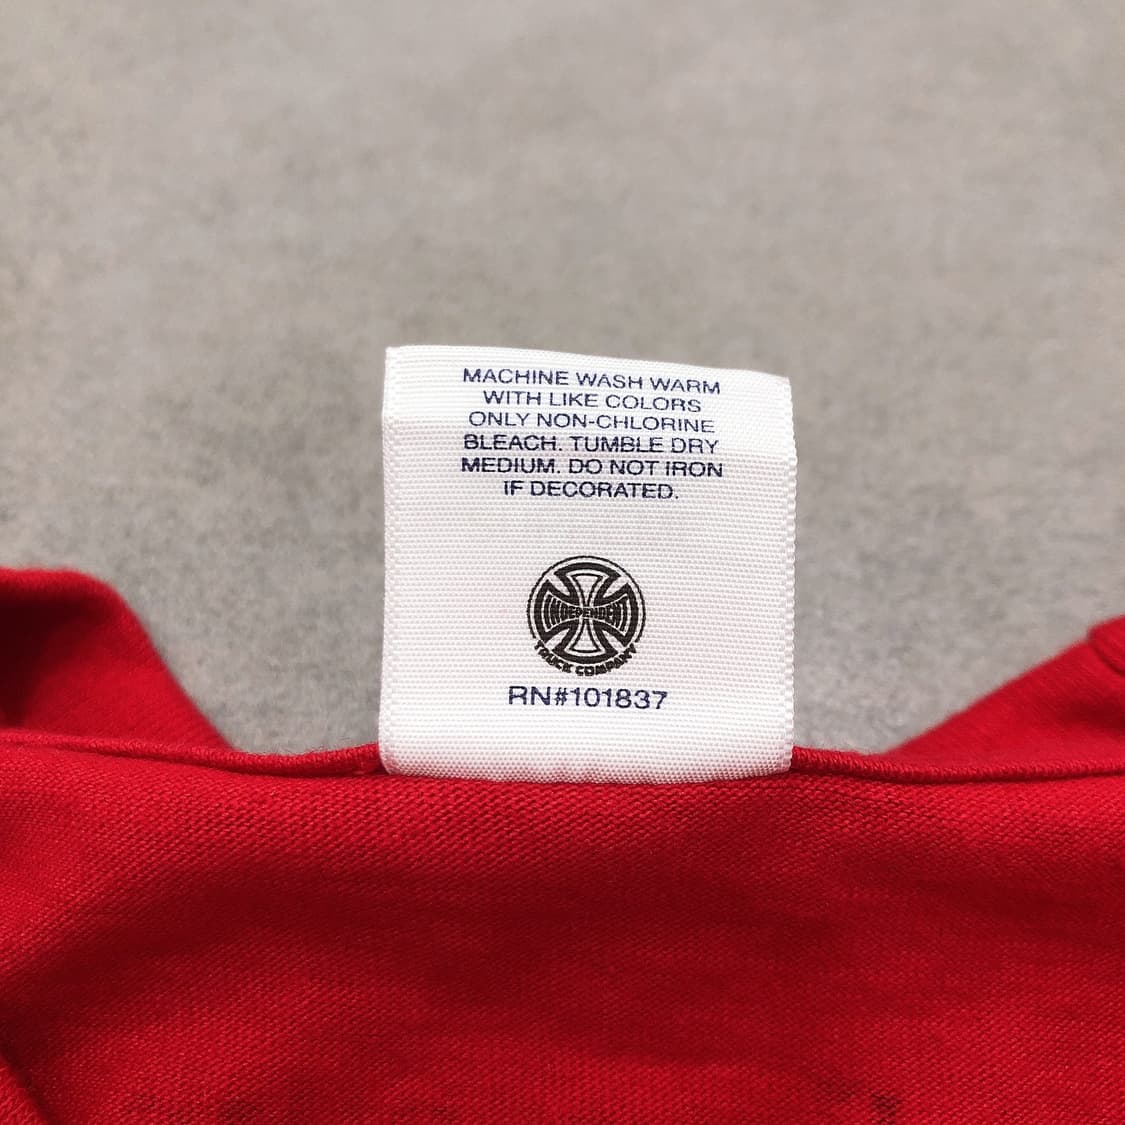 MACHINE WASH WARM
WITH LIKE COLORS
ONLY NON-CHLORINE
BLEACH. TUMBLE DRY
MEDIUM. DO NOT IRON
IF DECORATED.
INDEPENDENT
TRUCK COMPANY
RN#101837